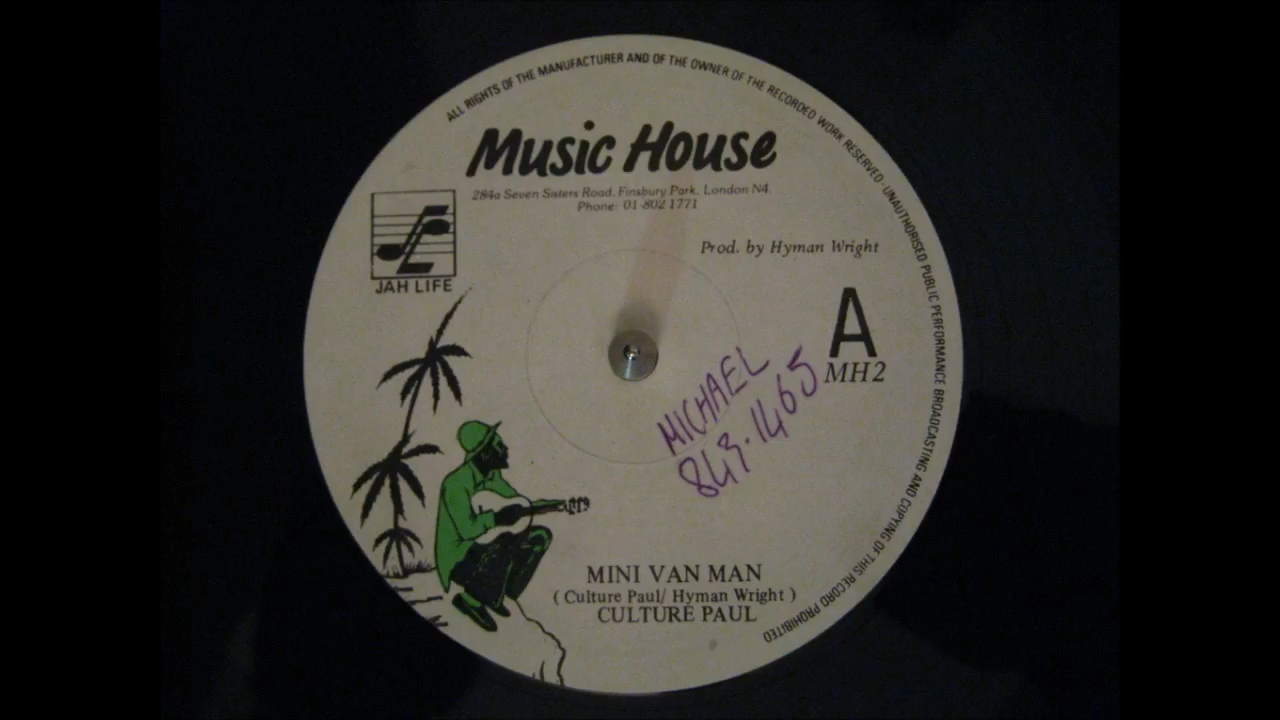 ALL RIGHTS OF THE MANUFACTURER AND OF THE OWNER OF THE RECORDED WORK RESERVED - UNAUTHORISED PUBLIC PERFORMANCE BROADCASTING AND COPYING OF THIS RECORD PROHIBITED
Music House
284a Seven Sisters Road, Finsbury Park, London N4.
Phone: 01-802 1771
JAH LIFE
Prod. by Hyman Wright
A
MH2
MICHAEL
849.1465
MINI VAN MAN
( Culture Paul/ Hyman Wright )
CULTURE PAUL